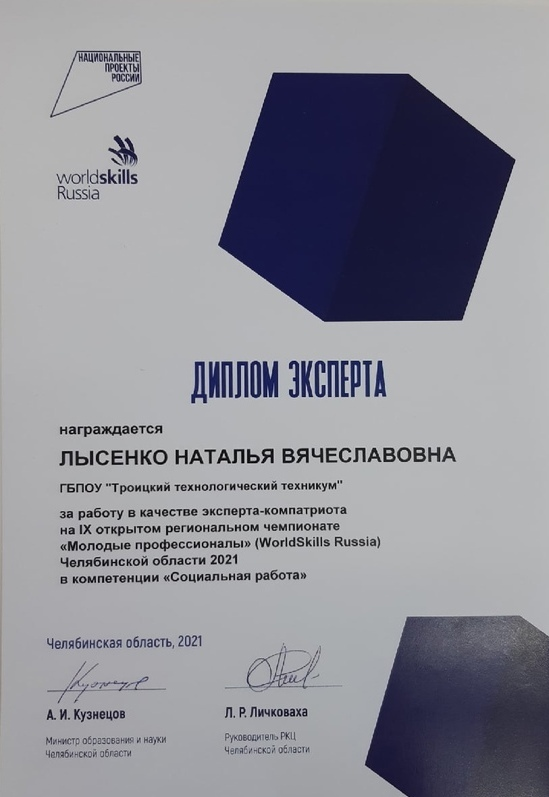 НАЦИОНАЛЬНЫЕ
ПРОЕКТЫ
РОССИИ
worldskills
Russia
ДИПЛОМ ЭКСПЕРТА
награждается
ЛЫСЕНКО НАТАЛЬЯ ВЯЧЕСЛАВОВНА
ГБПОУ "Троицкий технологический техникум"
за работу в качестве эксперта-компатриота
на IX открытом региональном чемпионате
«Молодые профессионалы» (WorldSkills Russia)
Челябинской области 2021
в компетенции «Социальная работа»
Челябинская область, 2021
А. И. Кузнецов
Л. Р. Личковаха
Министр образования и науки
Челябинской области
Руководитель РКЦ
Челябинской области